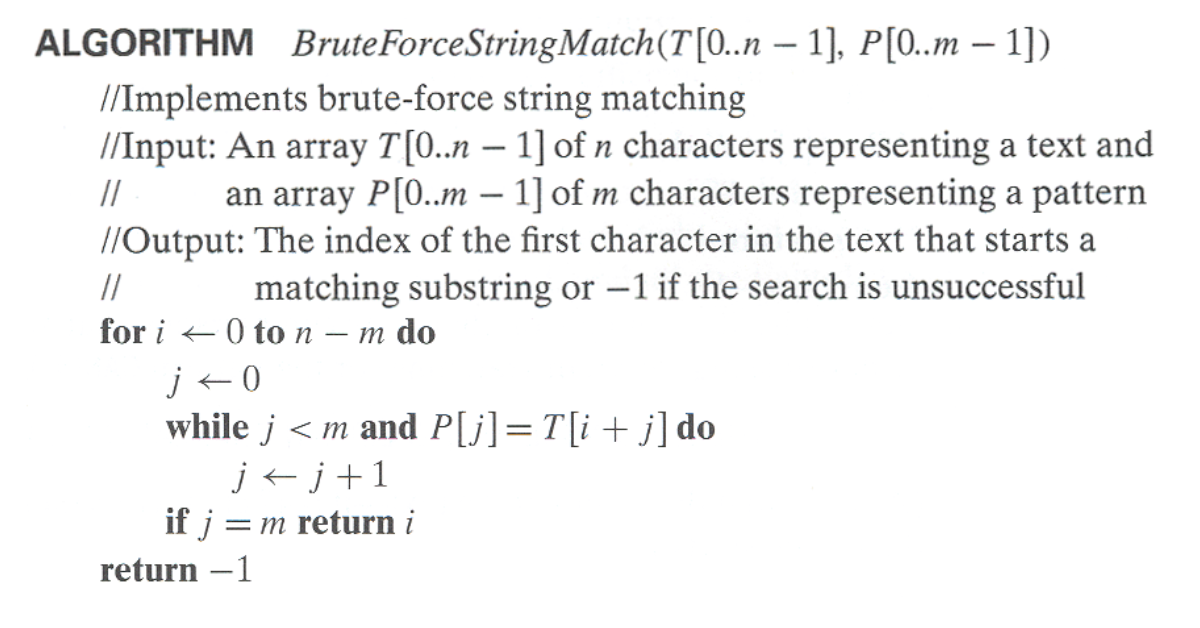 ALGORITHM BruteForceStringMatch(T[0..n – 1], P[0..m – 1])
//Implements brute-force string matching
//Input: An array T[0..n – 1] of n characters representing a text and
// an array P[0..m – 1] of m characters representing a pattern
//Output: The index of the first character in the text that starts a
// matching substring or –1 if the search is unsuccessful
for i ← 0 to n – m do
j ← 0
while j < m and P[j] = T[i + j] do
j ← j + 1
if j = m return i
return –1